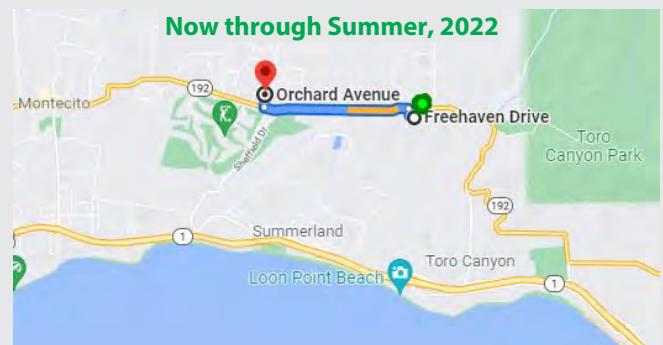 Now through Summer, 2022
192
Orchard Avenue
Montecito
Freehaven Drive
Toro
Canyon Park
Sheffield Dr
192
1
Summerland
Toro Canyon
Loon Point Beach
1